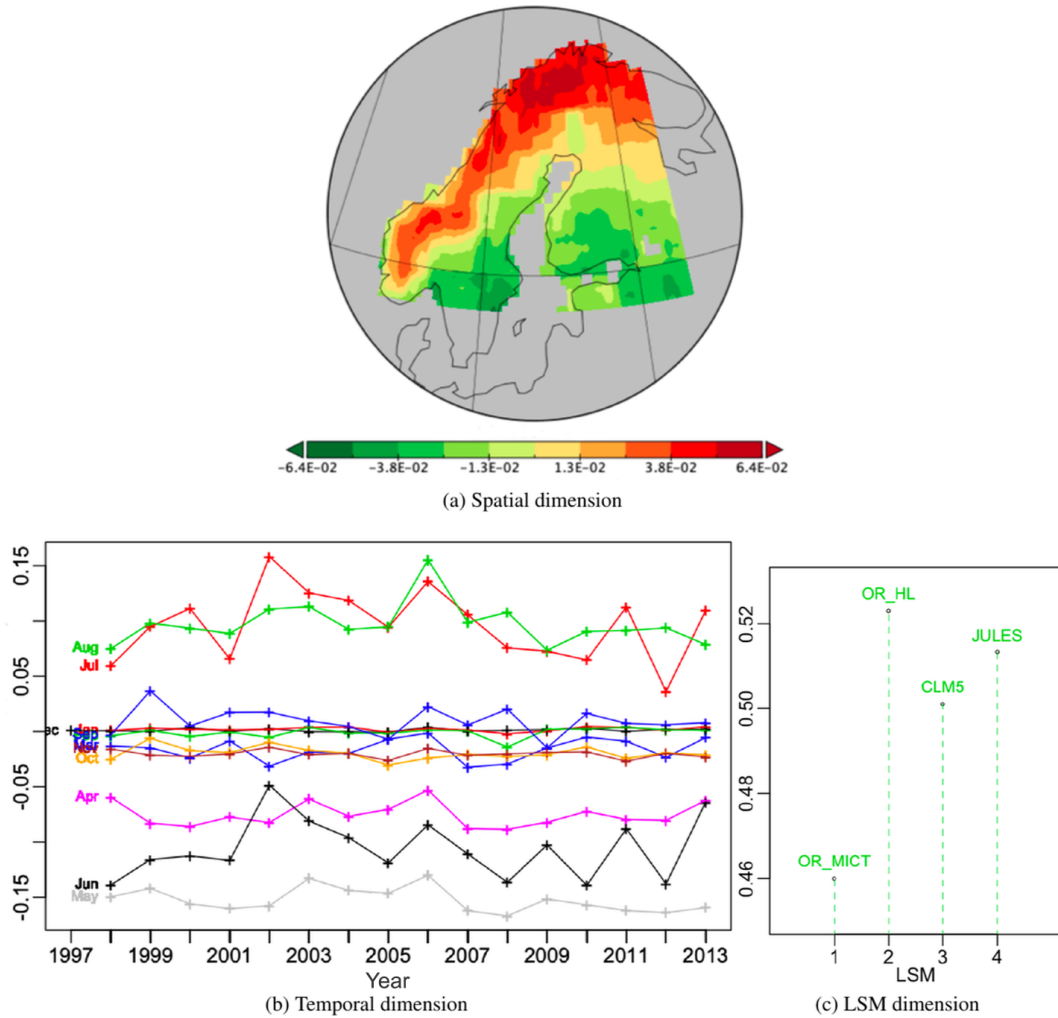 -6.4E-02 -3.8E-02 -1.3E-02 1.3E-02 3.8E-02 6.4E-02
(a) Spatial dimension
0.15
0.05
-0.05
-0.15
Aug
Jul
Jan
Sep
Mar
Oct
Apr
Jun
May
1997 1999 2001 2003 2005 2007 2009 2011 2013
Year
(b) Temporal dimension
0.52
0.50
0.48
0.46
OR_HL
JULES
CLM5
OR_MICT
1 2 3 4
LSM
(c) LSM dimension